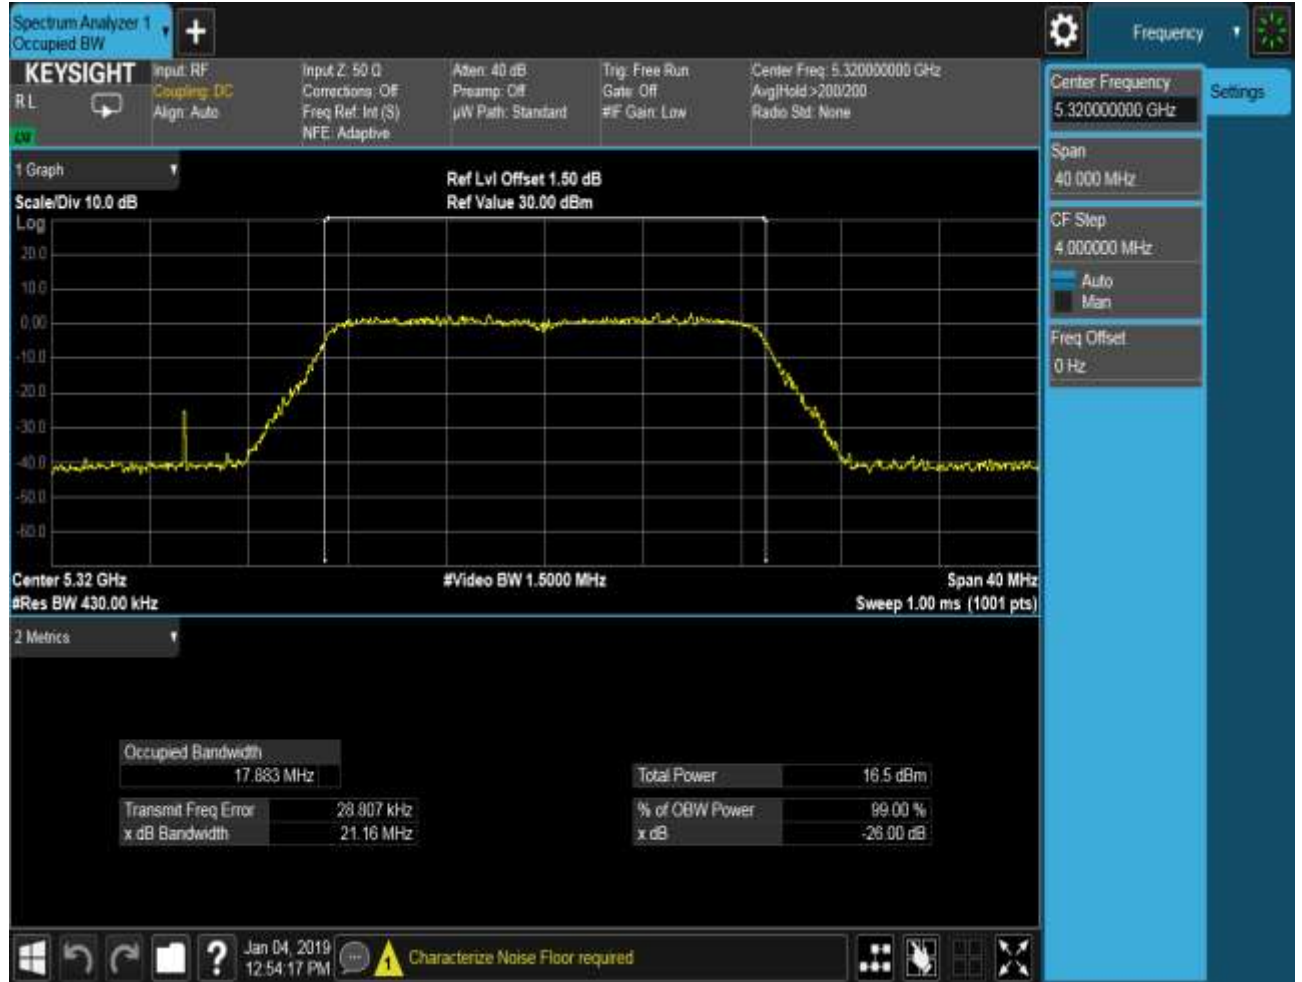 Spectrum Analyzer 1
Occupied BW
Frequency
KEYSIGHT
RL
Input: RF
Coupling: DC
Align: Auto
Input Z: 50 Ω
Corrections: Off
Freq Ref: Int (S)
NFE: Adaptive
Atten: 40 dB
Preamp: Off
µW Path: Standard
Trig: Free Run
Gate: Off
#IF Gain: Low
Center Freq: 5.320000000 GHz
Avg|Hold:>200/200
Radio Std: None
Center Frequency
5.320000000 GHz
Settings
Span
40.000 MHz
CF Step
4.000000 MHz
Auto
Man
Freq Offset
0 Hz
1 Graph
Scale/Div 10.0 dB
Ref Lvl Offset 1.50 dB
Ref Value 30.00 dBm
Log
20.0
10.0
0.00
-10.0
-20.0
-30.0
-40.0
-50.0
-60.0
Center 5.32 GHz
#Video BW 1.5000 MHz
Span 40 MHz
#Res BW 430.00 kHz
Sweep 1.00 ms (1001 pts)
2 Metrics
Occupied Bandwidth
17.883 MHz
Total Power 16.5 dBm
Transmit Freq Error 28.807 kHz
% of OBW Power 99.00 %
x dB Bandwidth 21.16 MHz
x dB -26.00 dB
Jan 04, 2019
12:54:17 PM
1
Characterize Noise Floor required